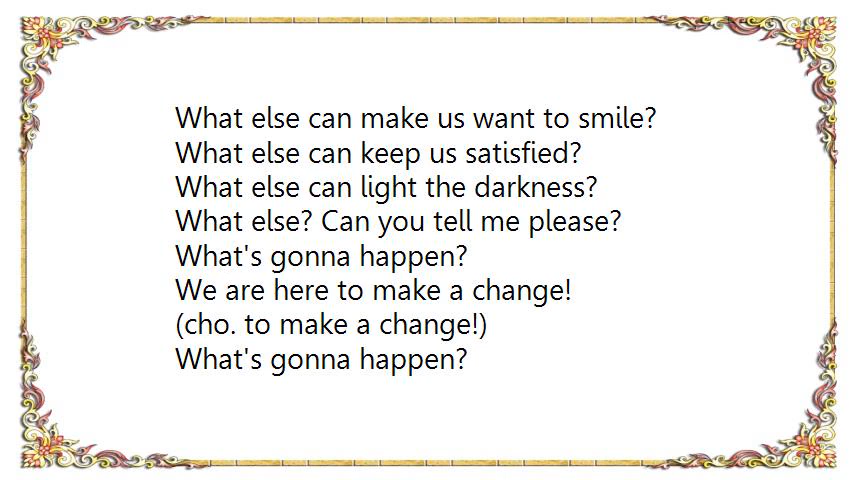 What else can make us want to smile?
What else can keep us satisfied?
What else can light the darkness?
What else? Can you tell me please?
What's gonna happen?
We are here to make a change!
(cho. to make a change!)
What's gonna happen?